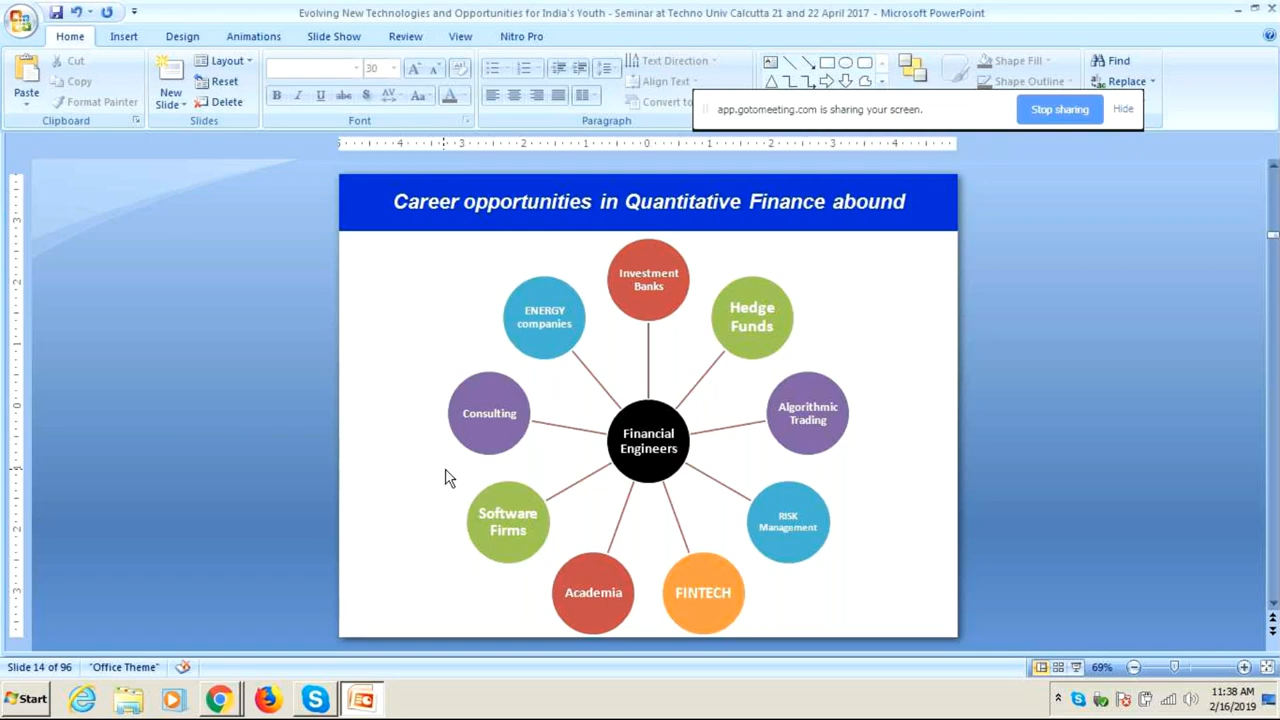 Evolving New Technologies and Opportunities for India's Youth - Seminar at Techno Univ Calcutta 21 and 22 April 2017 - Microsoft PowerPoint
Home Insert Design Animations Slide Show Review View Nitro Pro
Paste
Cut
Copy
Format Painter
Clipboard
New Slide
Layout
Reset
Delete
Slides
30
B I U abc S AV Aa A
Font
Text Direction
Align Text
Convert to
Paragraph
Shape Fill
Shape Outline
Find
Replace
app.gotomeeting.com is sharing your screen.
Stop sharing
Hide
Career opportunities in Quantitative Finance abound
Investment
Banks
Hedge
Funds
Algorithmic
Trading
RISK
Management
FINTECH
Academia
Software
Firms
Consulting
ENERGY
companies
Financial
Engineers
Slide 14 of 96
"Office Theme"
69%
Start
11:38 AM
2/16/2019